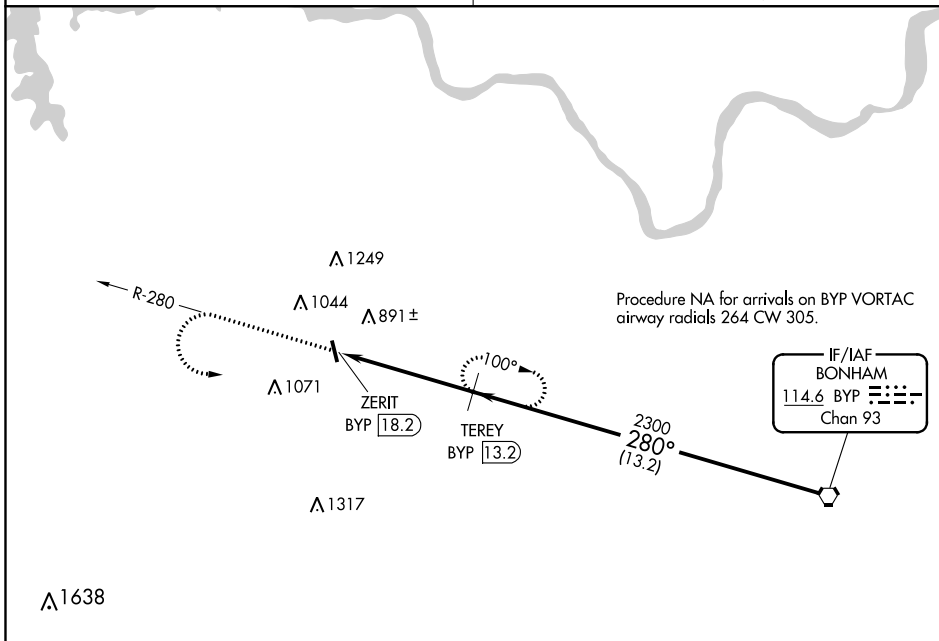 1249
R-280
1044
891 ±
Procedure NA for arrivals on BYP VORTAC
airway radials 264 CW 305.
IF/IAF
BONHAM
114.6 BYP
Chan 93
1071
100°
ZERIT
BYP 18.2
TEREY
BYP 13.2
2300
280°
(13.2)
1317
1638